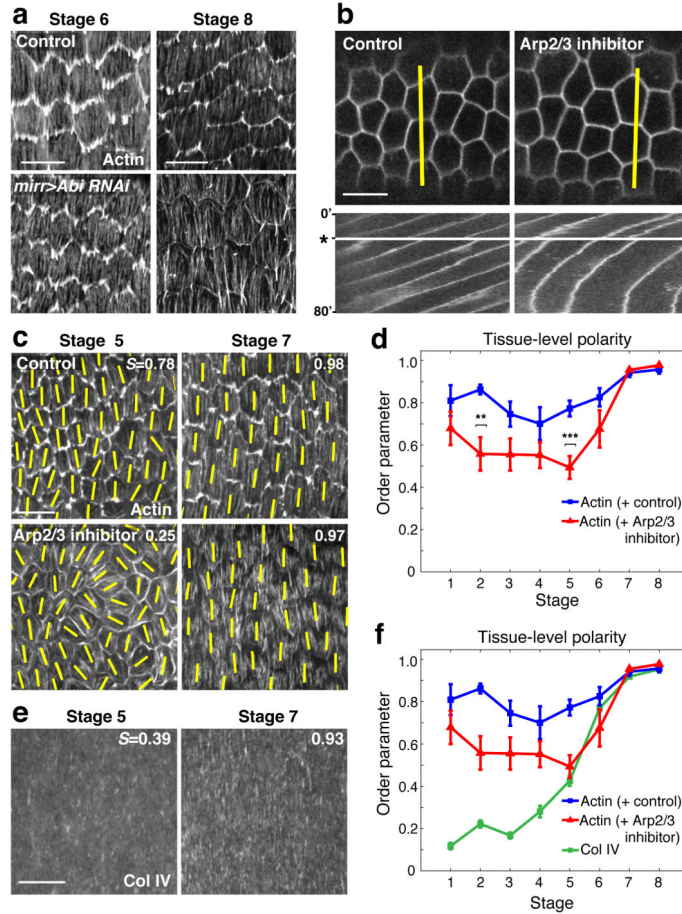 a
Stage 6
Stage 8
Control
Actin
mirr>Abi RNAi
b
Control
Arp2/3 inhibitor
0'
*
80'
c
Stage 5
Stage 7
Control
S=0.78
0.98
Actin
Arp2/3 inhibitor
0.25
0.97
d
Tissue-level polarity
Order parameter
1.0
0.8
0.6
0.4
0.2
0
**
***
Actin (+ control)
Actin (+ Arp2/3
inhibitor)
1 2 3 4 5 6 7 8
Stage
e
Stage 5
Stage 7
S=0.39
0.93
Col IV
f
Tissue-level polarity
Order parameter
1.0
0.8
0.6
0.4
0.2
0
Actin (+ control)
Actin (+ Arp2/3
inhibitor)
Col IV
1 2 3 4 5 6 7 8
Stage